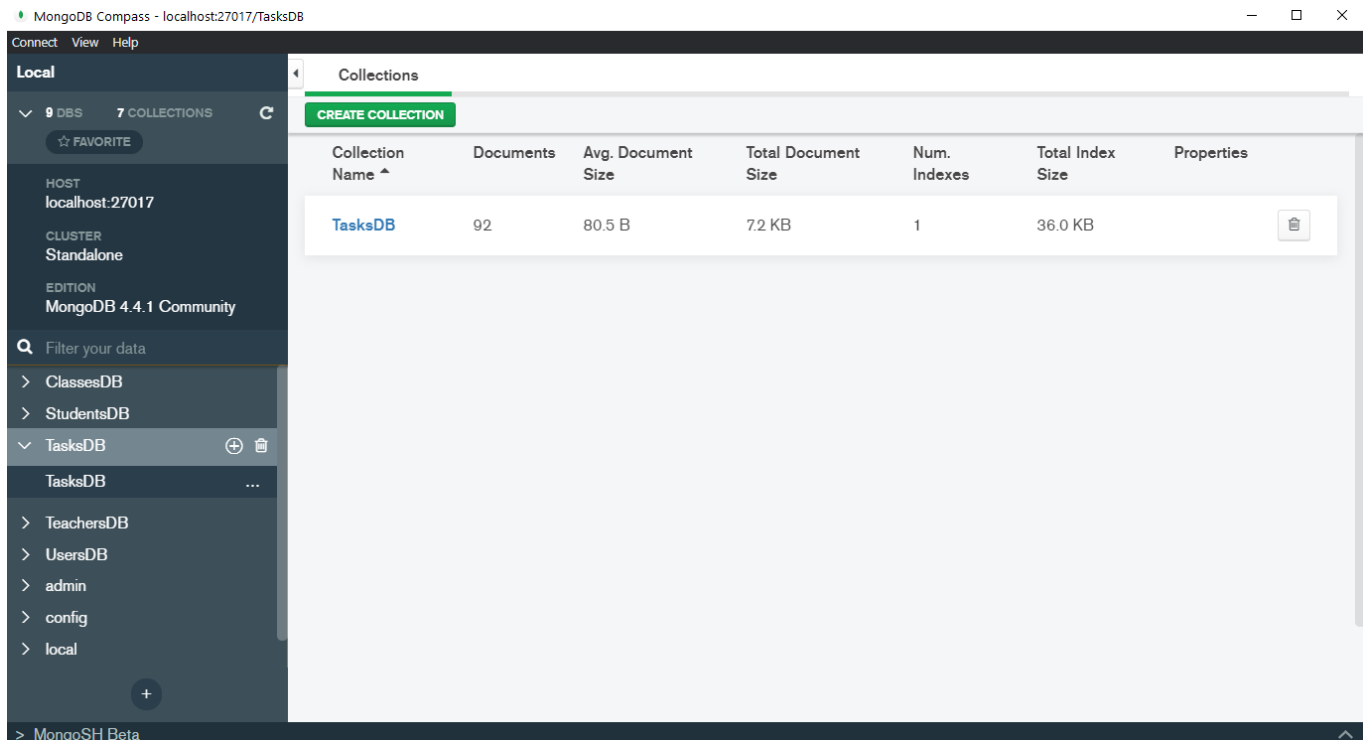 MongoDB Compass - localhost:27017/TasksDB
Connect View Help
Local
9 DBS 7 COLLECTIONS
☆ FAVORITE
HOST
localhost:27017
CLUSTER
Standalone
EDITION
MongoDB 4.4.1 Community
Filter your data
ClassesDB
StudentsDB
TasksDB
TasksDB ...
TeachersDB
UsersDB
admin
config
local
+
> MongoSH Beta
Collections
CREATE COLLECTION
Collection Name Documents Avg. Document Size Total Document Size Num. Indexes Total Index Size Properties
TasksDB 92 80.5 B 7.2 KB 1 36.0 KB